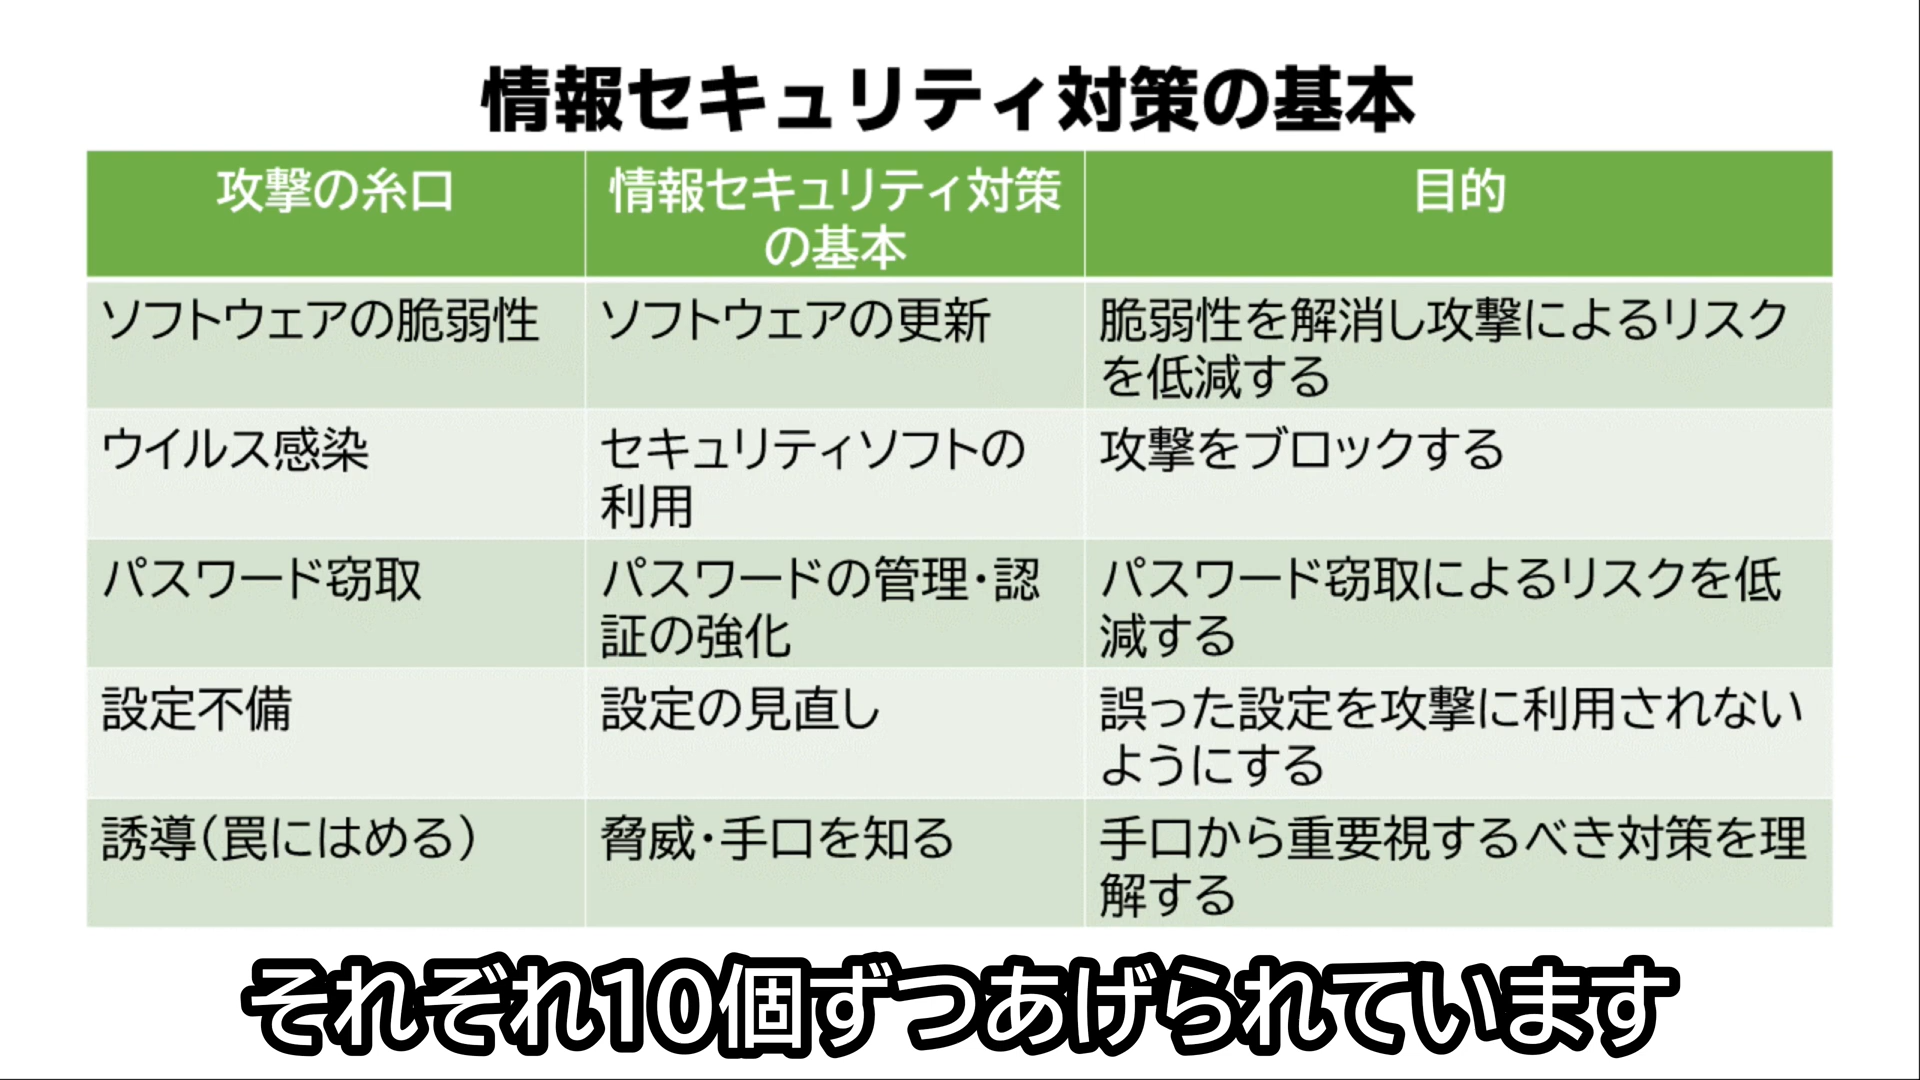 情報セキュリティ対策の基本
攻撃の糸口
情報セキュリティ対策
の基本
目的
ソフトウェアの脆弱性
ソフトウェアの更新
脆弱性を解消し攻撃によるリスク
を低減する
ウイルス感染
セキュリティソフトの
利用
攻撃をブロックする
パスワード窃取
パスワードの管理・認
証の強化
パスワード窃取によるリスクを低
減する
設定不備
設定の見直し
誤った設定を攻撃に利用されない
ようにする
誘導（罠にはめる）
脅威・手口を知る
手口から重要視するべき対策を理
解する
それぞれ10個ずつあげられています